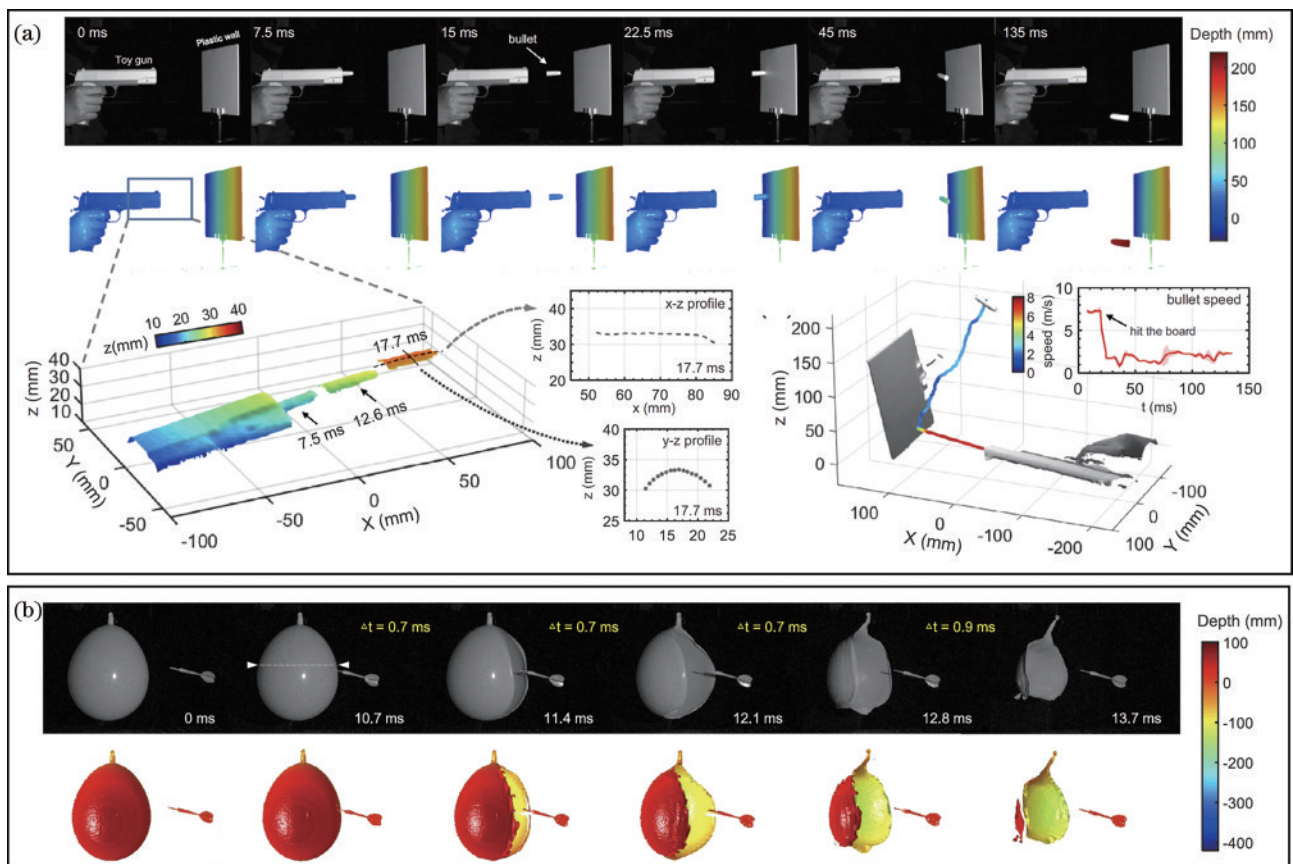 (a)
0 ms
7.5 ms
15 ms
22.5 ms
45 ms
135 ms
Depth (mm)
Plastic wall
bullet
Toy gun
200
150
100
50
0
10 20 30 40
z(mm)
17.7 ms
12.6 ms
7.5 ms
40
30
20
10
z (mm)
50
0
-50
Y (mm)
-100
-50
0
50
100
X (mm)
x-z profile
45
40
35
30
25
z (mm)
17.7 ms
50 60 70 80 90
x (mm)
y-z profile
45
40
35
30
25
z (mm)
17.7 ms
10 15 20 25
200
150
100
50
0
z (mm)
100
0
-100
-200
X (mm)
-100
0
100
Y (mm)
8
6
4
2
0
speed (m/s)
10
5
0
bullet speed
hit the board
0 50 100 150
t (ms)
(b)
△t = 0.7 ms
△t = 0.7 ms
△t = 0.7 ms
△t = 0.9 ms
0 ms
10.7 ms
11.4 ms
12.1 ms
12.8 ms
13.7 ms
Depth (mm)
100
0
-100
-200
-300
-400